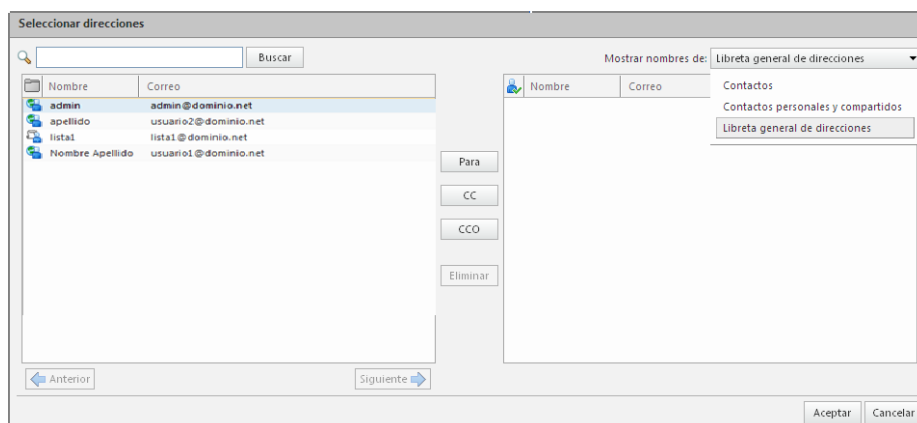 Seleccionar direcciones
Buscar
Mostrar nombres de: Libreta general de direcciones
Contactos
Contactos personales y compartidos
Libreta general de direcciones
Nombre Correo
admin admin@dominio.net
apellido usuario2@dominio.net
lista1 lista1@dominio.net
Nombre Apellido usuario1@dominio.net
Para
CC
CCO
Eliminar
Nombre Correo
Anterior Siguiente
Aceptar Cancelar